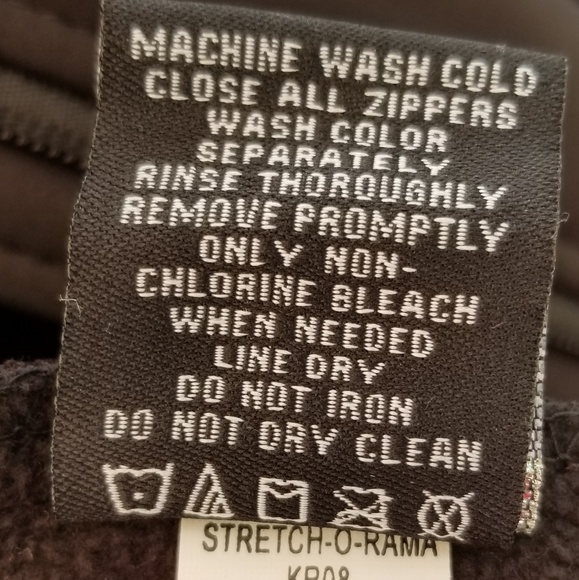 MACHINE WASH COLD
CLOSE ALL ZIPPERS
WASH COLOR
SEPARATELY
RINSE THOROUGHLY
REMOVE PROMPTLY
ONLY NON-
CHLORINE BLEACH
WHEN NEEDED
LINE DRY
DO NOT IRON
DO NOT DRY CLEAN
STRETCH-O-RAMA
KR08